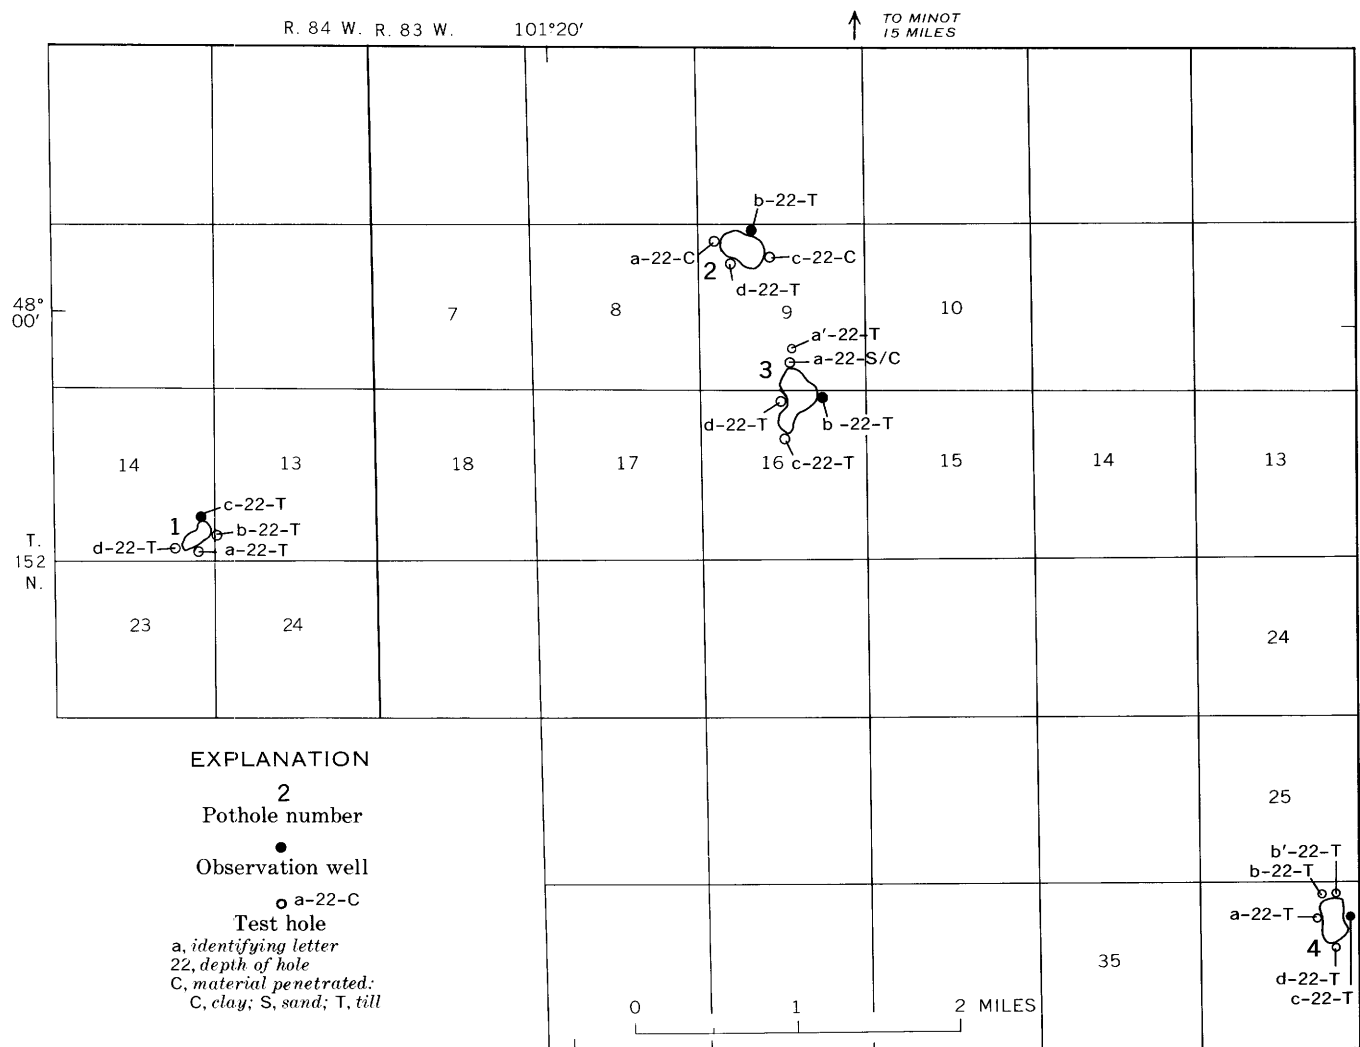 R. 84 W. R. 83 W. 101°20′ TO MINOT
15 MILES
b-22-T
a-22-C 2 c-22-C
d-22-T
48°
00′
7 8 9 10
a′-22-T
3 a-22-S/C
d-22-T b-22-T
14 13 18 17 16 c-22-T 15 14 13
c-22-T
1 b-22-T
d-22-T a-22-T
T.
152
N.
23 24 24
EXPLANATION
2
Pothole number
Observation well
a-22-C
Test hole
a, identifying letter
22, depth of hole
C, material penetrated:
C, clay; S, sand; T, till
25
b′-22-T
b-22-T
a-22-T
4
35
d-22-T
c-22-T
0 1 2 MILES